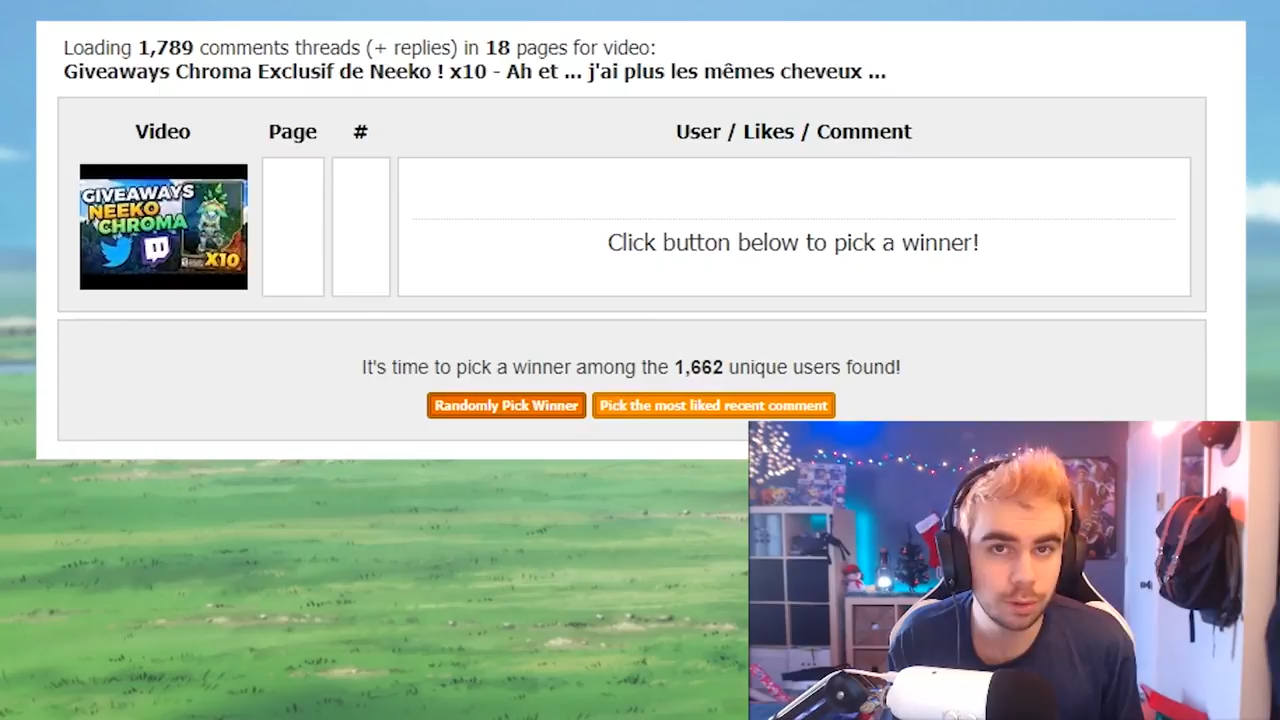 Loading 1,789 comments threads (+ replies) in 18 pages for video:
Giveaways Chroma Exclusif de Neeko ! x10 - Ah et ... j'ai plus les mêmes cheveux ...
Video Page # User / Likes / Comment
GIVEAWAYS
NEEKO
CHROMA
X10
Click button below to pick a winner!
It's time to pick a winner among the 1,662 unique users found!
Randomly Pick Winner Pick the most liked recent comment